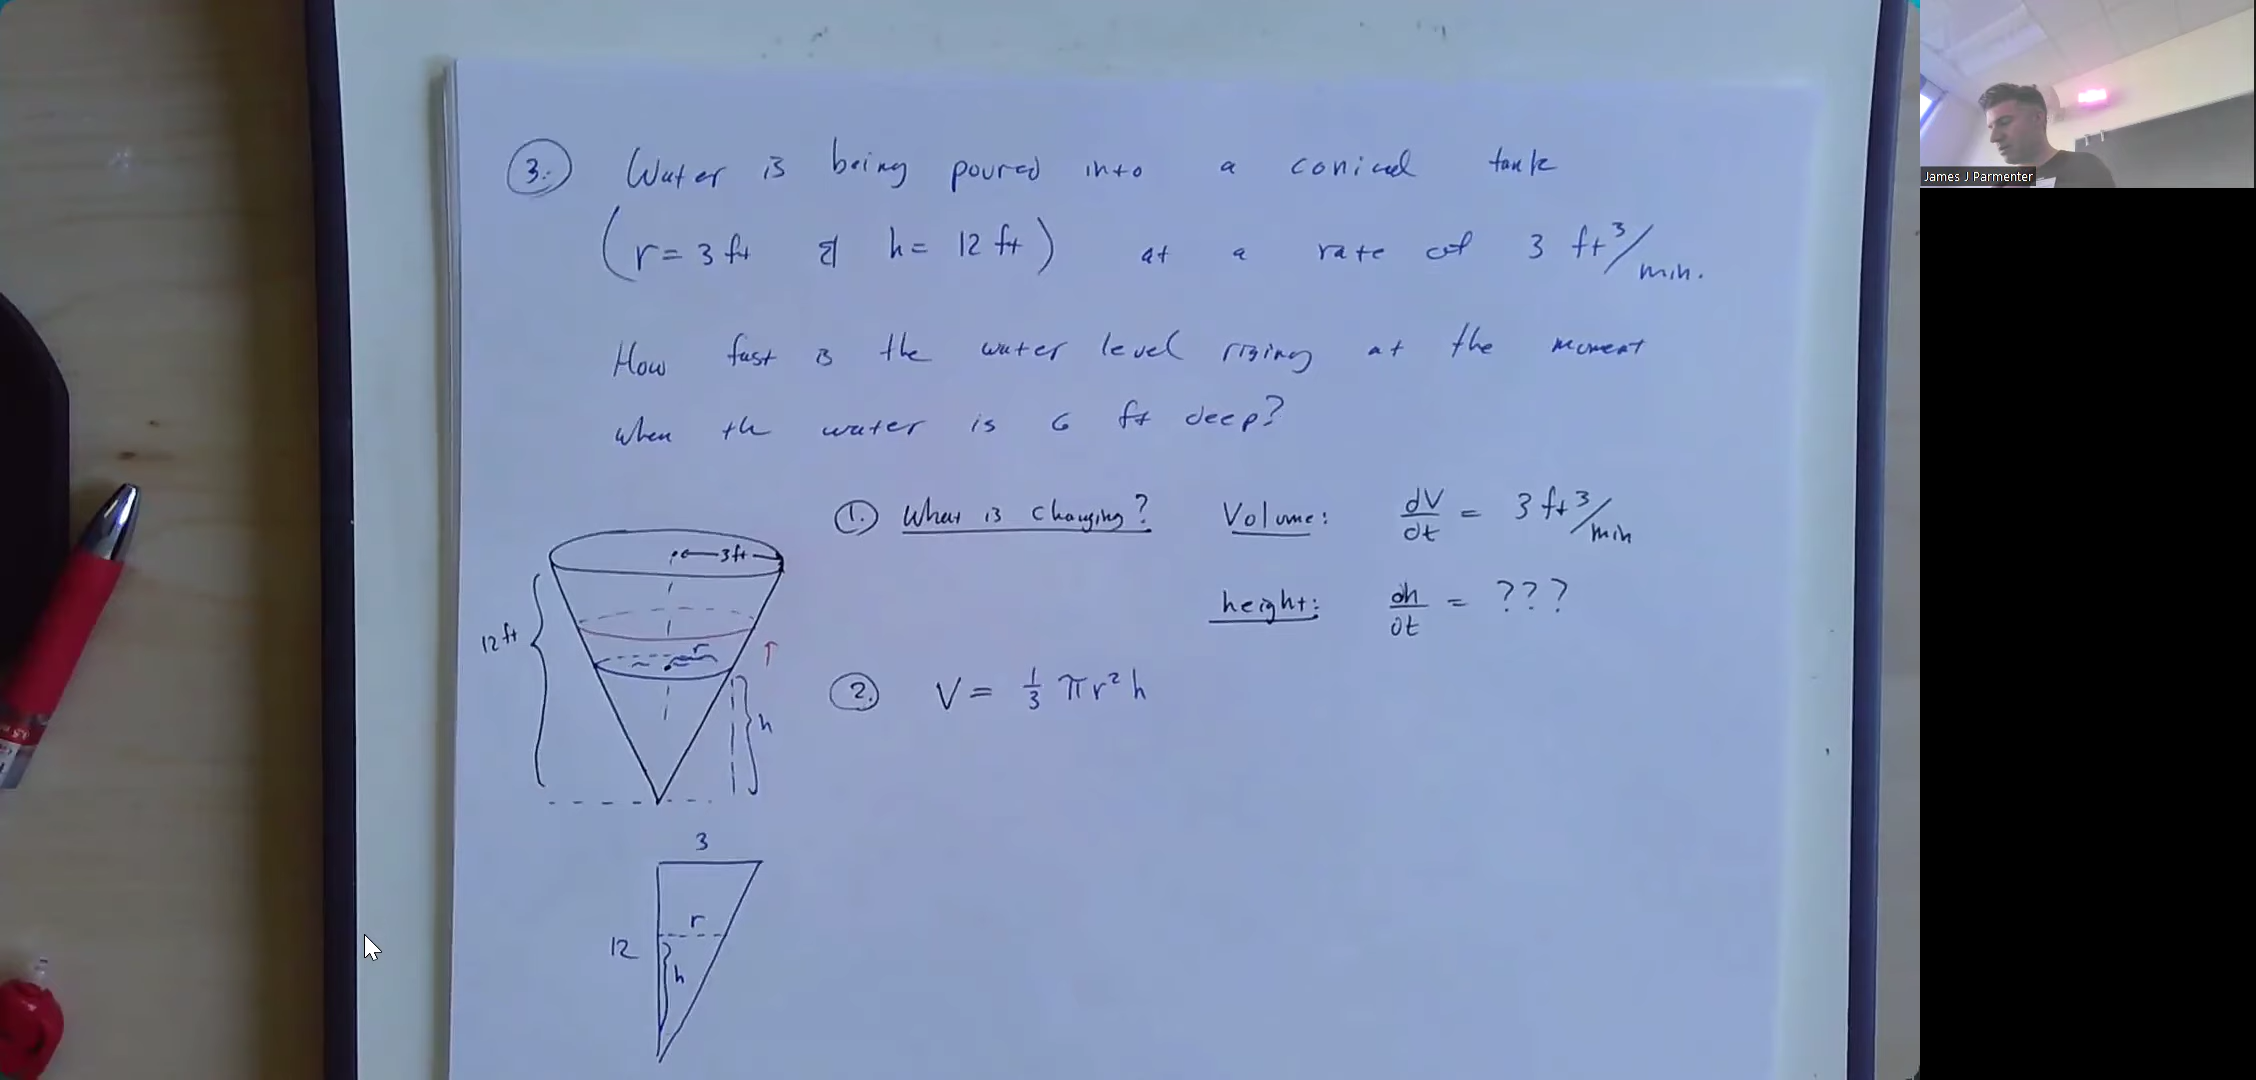 3. Water is being poured into a conical tank
(r = 3 ft & h = 12 ft) at a rate of 3 ft³/min.
How fast is the water level rising at the moment
when the water is 6 ft deep?
① What is changing? Volume: dV/dt = 3 ft³/min
height: dh/dt = ???
② V = 1/3 πr²h
3 ft
12 ft
r
h
3
r
12
h
James J Parmenter